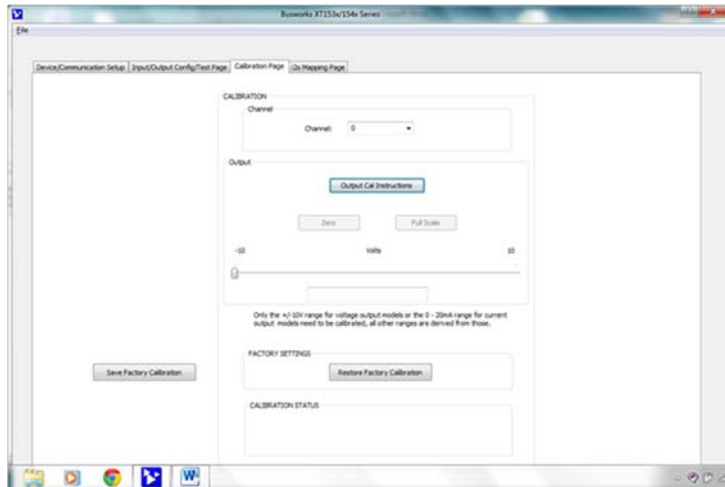 Busworks XT153x/154x Series
File
Device/Communication Setup Input/Output Config/Test Page Calibration Page i2o Mapping Page
CALIBRATION
Channel
Channel: 0
Output
Output Cal Instructions
Zero Full Scale
-10 Volts 10
Only the +/-10V range for voltage output models or the 0 - 20mA range for current
output models need to be calibrated, all other ranges are derived from those.
FACTORY SETTINGS
Save Factory Calibration Restore Factory Calibration
CALIBRATION STATUS
W